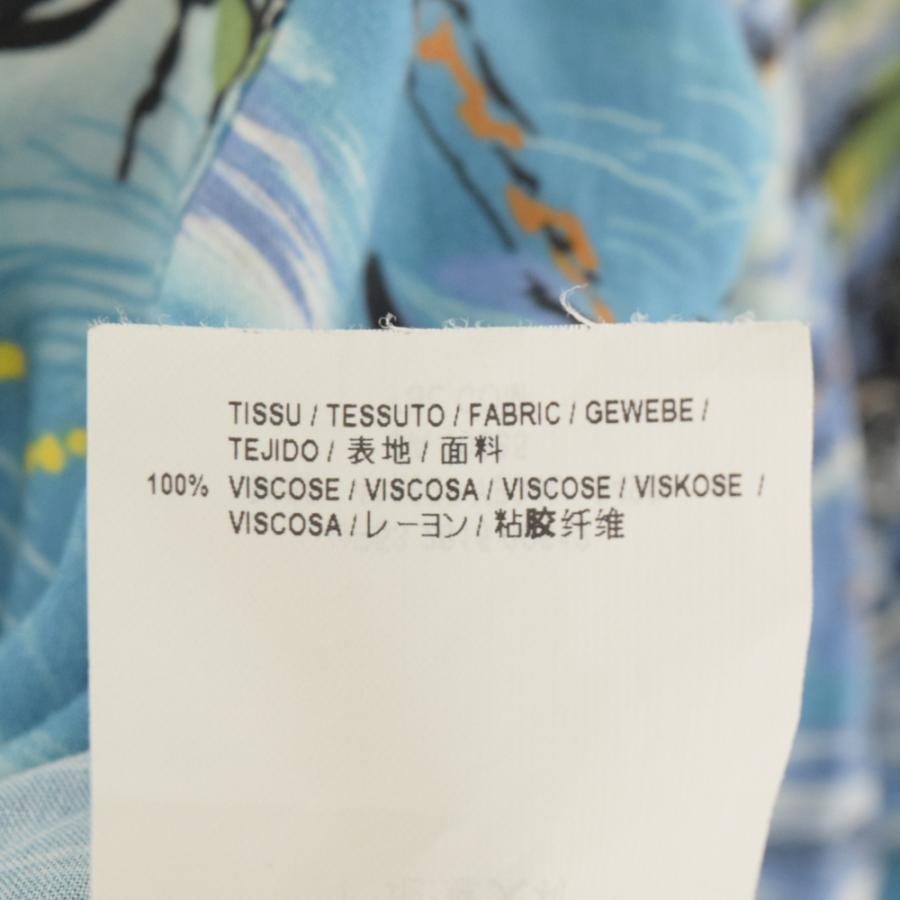 TISSU / TESSUTO / FABRIC / GEWEBE /
TEJIDO / 表地 / 面料
100% VISCOSE / VISCOSA / VISCOSE / VISKOSE /
VISCOSA / レーヨン / 粘胶纤维